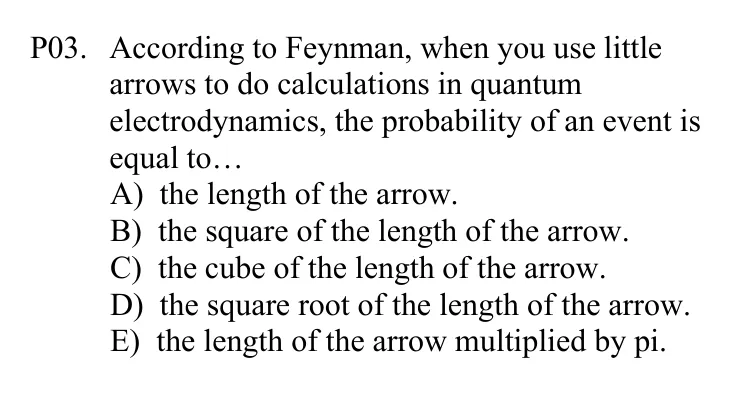 P03. According to Feynman, when you use little
arrows to do calculations in quantum
electrodynamics, the probability of an event is
equal to…
A) the length of the arrow.
B) the square of the length of the arrow.
C) the cube of the length of the arrow.
D) the square root of the length of the arrow.
E) the length of the arrow multiplied by pi.